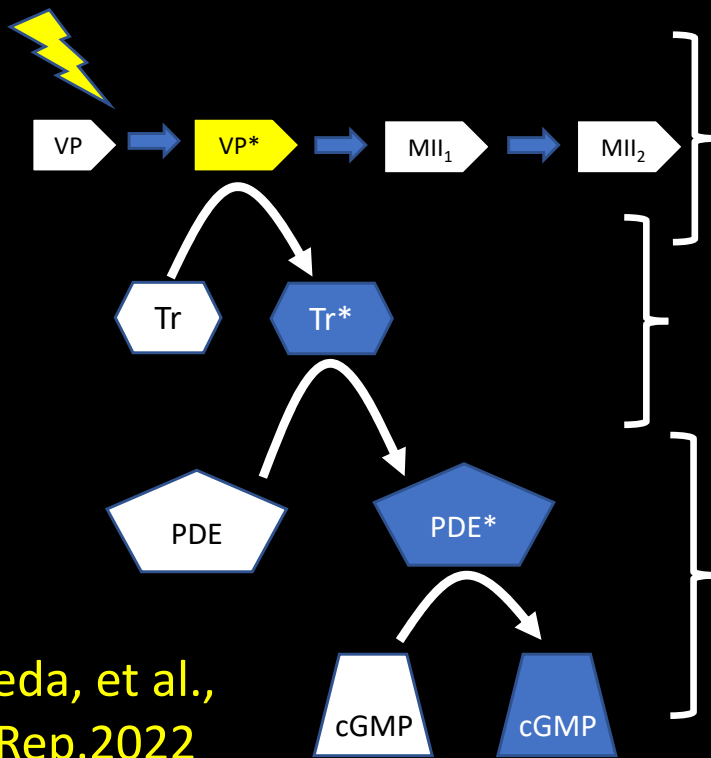 VP VP* MII₁ MII₂
Tr Tr*
PDE PDE*
eda, et al.,
Rep.2022
cGMP cGMP